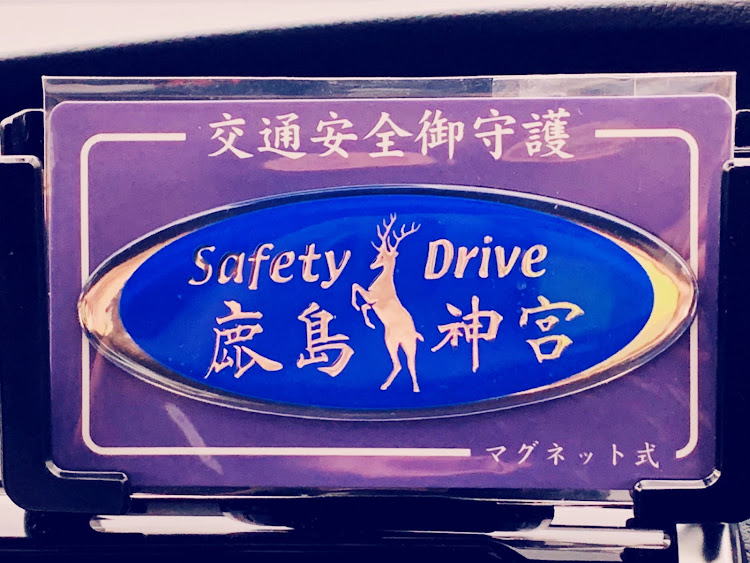 交通安全御守護
Safety Drive
鹿島神宮
マグネット式